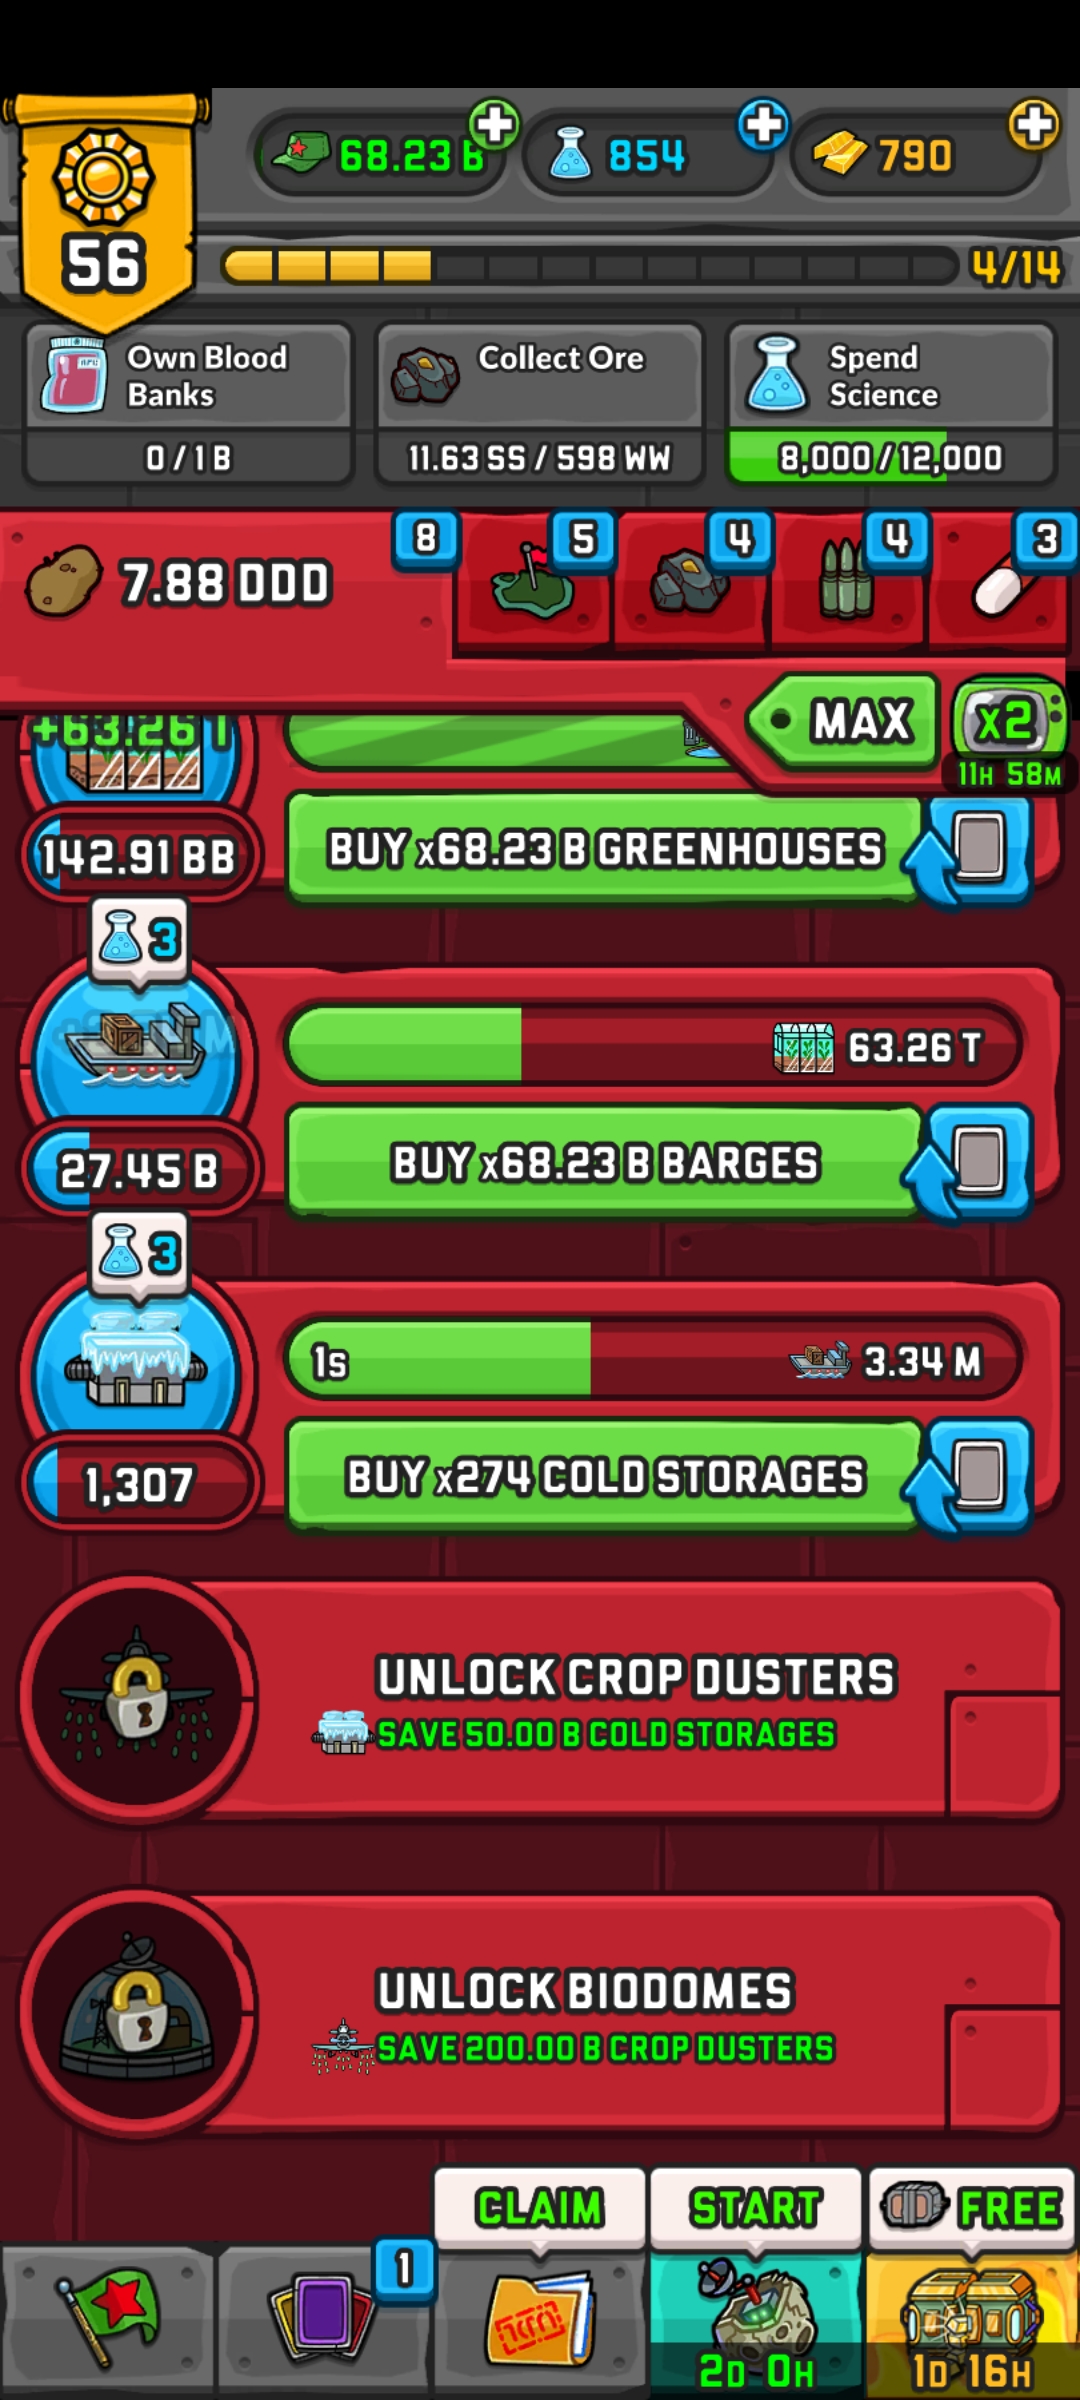 68.23 B
854
790
56
4/14
Own Blood
Banks
0 / 1 B
Collect Ore
11.63 SS / 598 WW
Spend
Science
8,000 / 12,000
7.88 DDD
8
5
4
4
3
MAX
x2
11H 58M
+63.26 T
142.91 BB
BUY x68.23 B GREENHOUSES
3
63.26 T
27.45 B
BUY x68.23 B BARGES
3
1s
3.34 M
1,307
BUY x274 COLD STORAGES
UNLOCK CROP DUSTERS
SAVE 50.00 B COLD STORAGES
UNLOCK BIODOMES
SAVE 200.00 B CROP DUSTERS
CLAIM
START
FREE
1
2D 0H
1D 16H